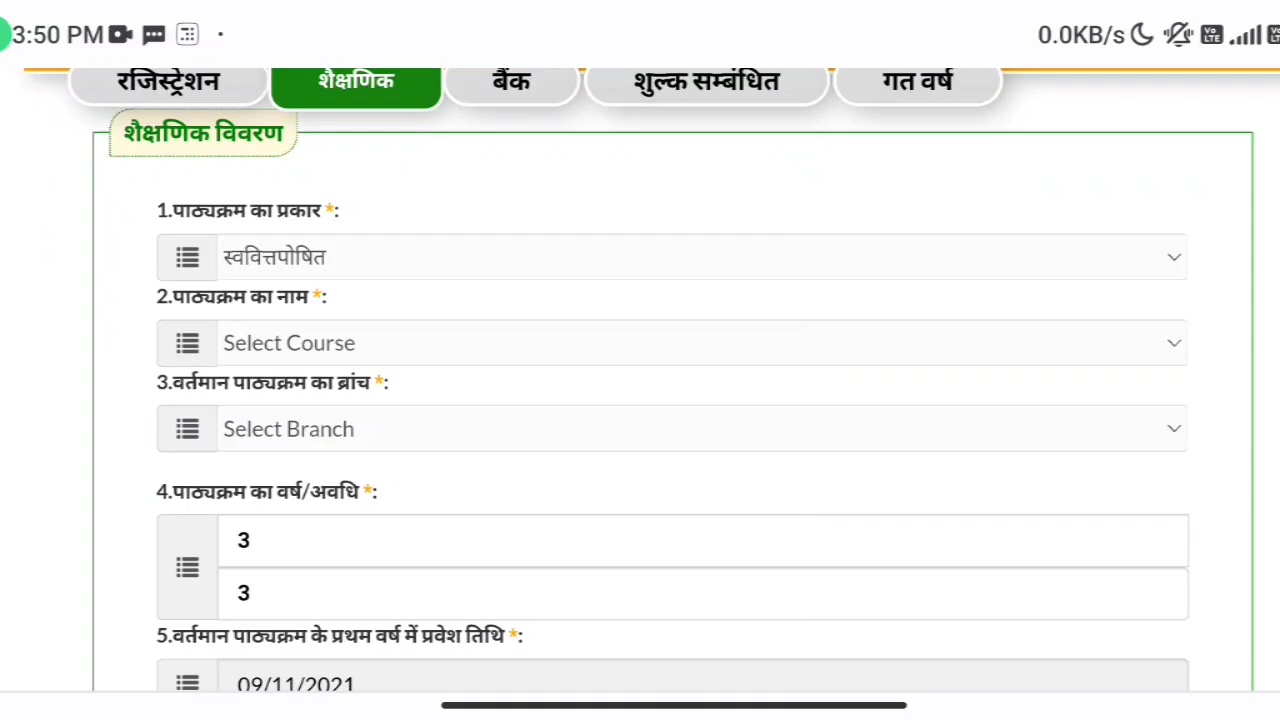 3:50 PM
0.0KB/s
रजिस्ट्रेशन शैक्षणिक बैंक शुल्क सम्बंधित गत वर्ष
शैक्षणिक विवरण
1.पाठ्यक्रम का प्रकार *:
स्ववित्तपोषित
2.पाठ्यक्रम का नाम *:
Select Course
3.वर्तमान पाठ्यक्रम का ब्रांच *:
Select Branch
4.पाठ्यक्रम का वर्ष/अवधि *:
3
3
5.वर्तमान पाठ्यक्रम के प्रथम वर्ष में प्रवेश तिथि *:
09/11/2021